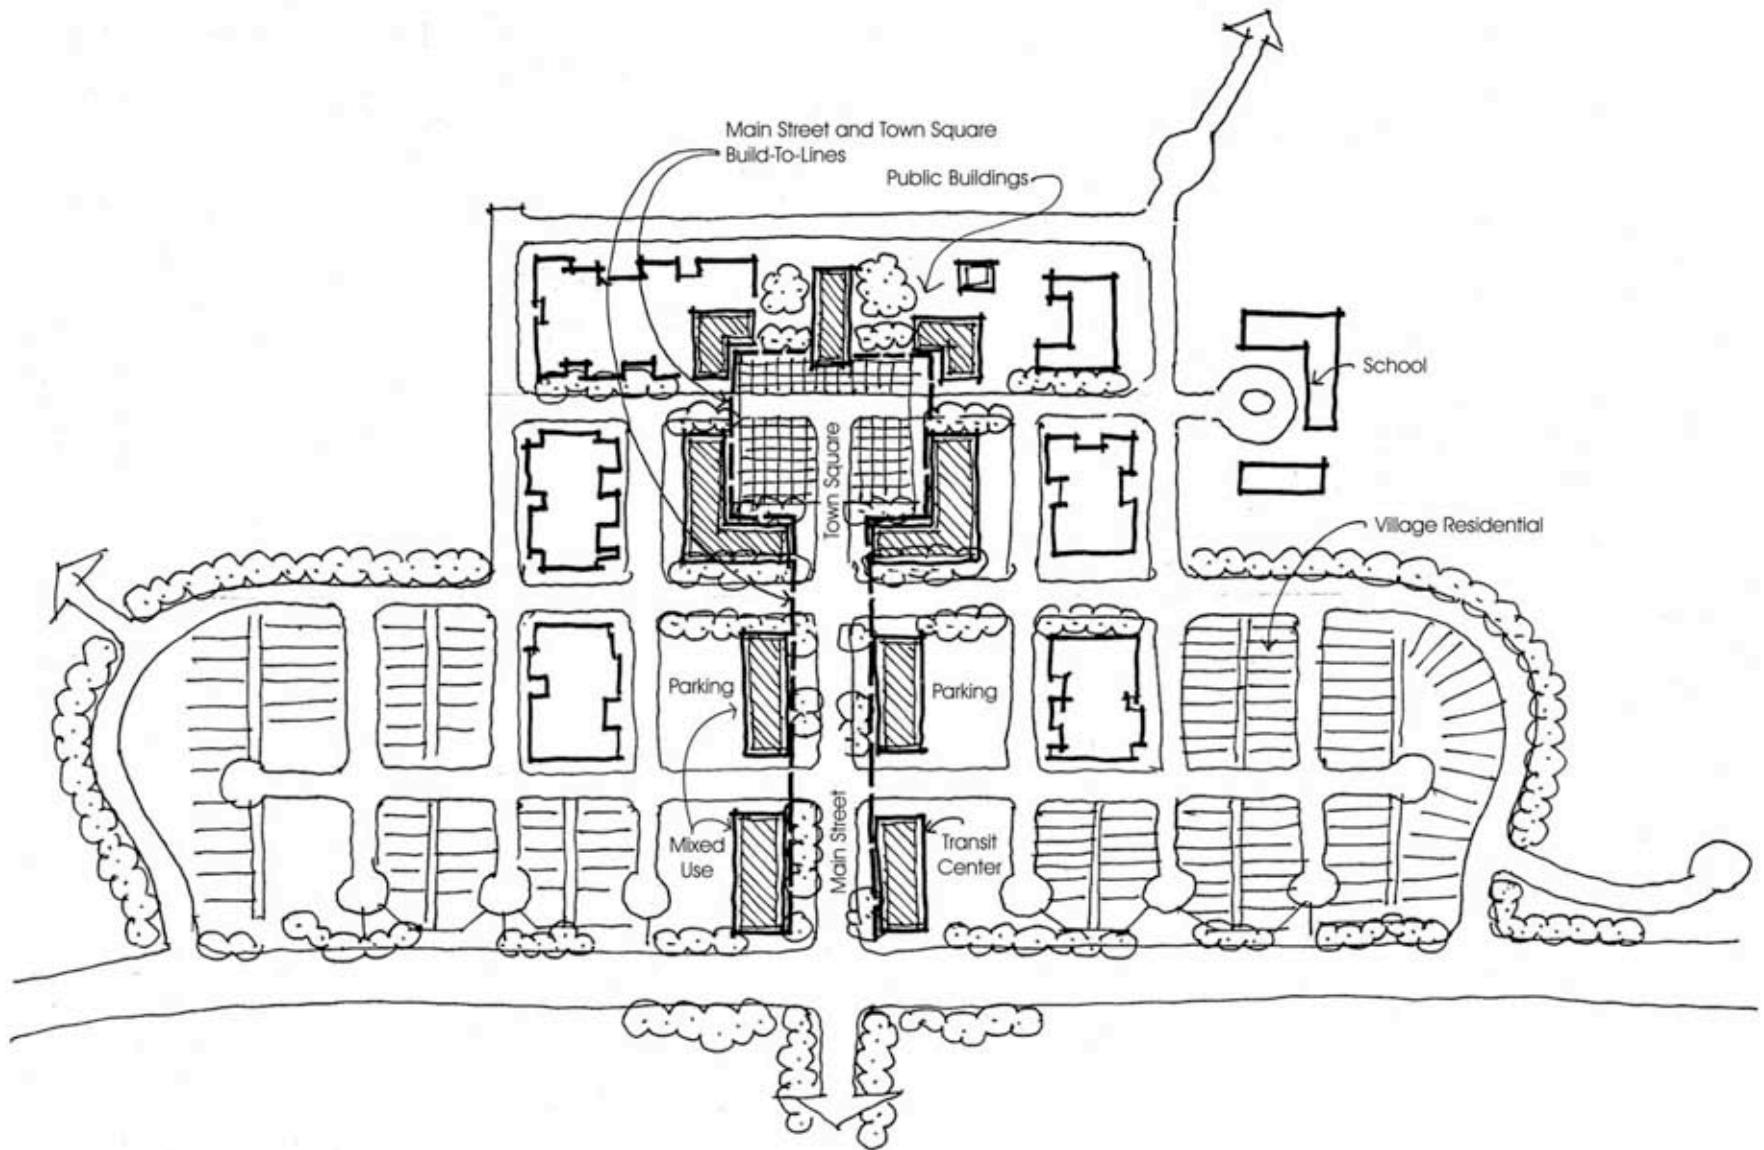 Main Street and Town Square
Build-To-Lines
Public Buildings
School
Town Square
Village Residential
Parking
Parking
Mixed
Use
Main Street
Transit
Center